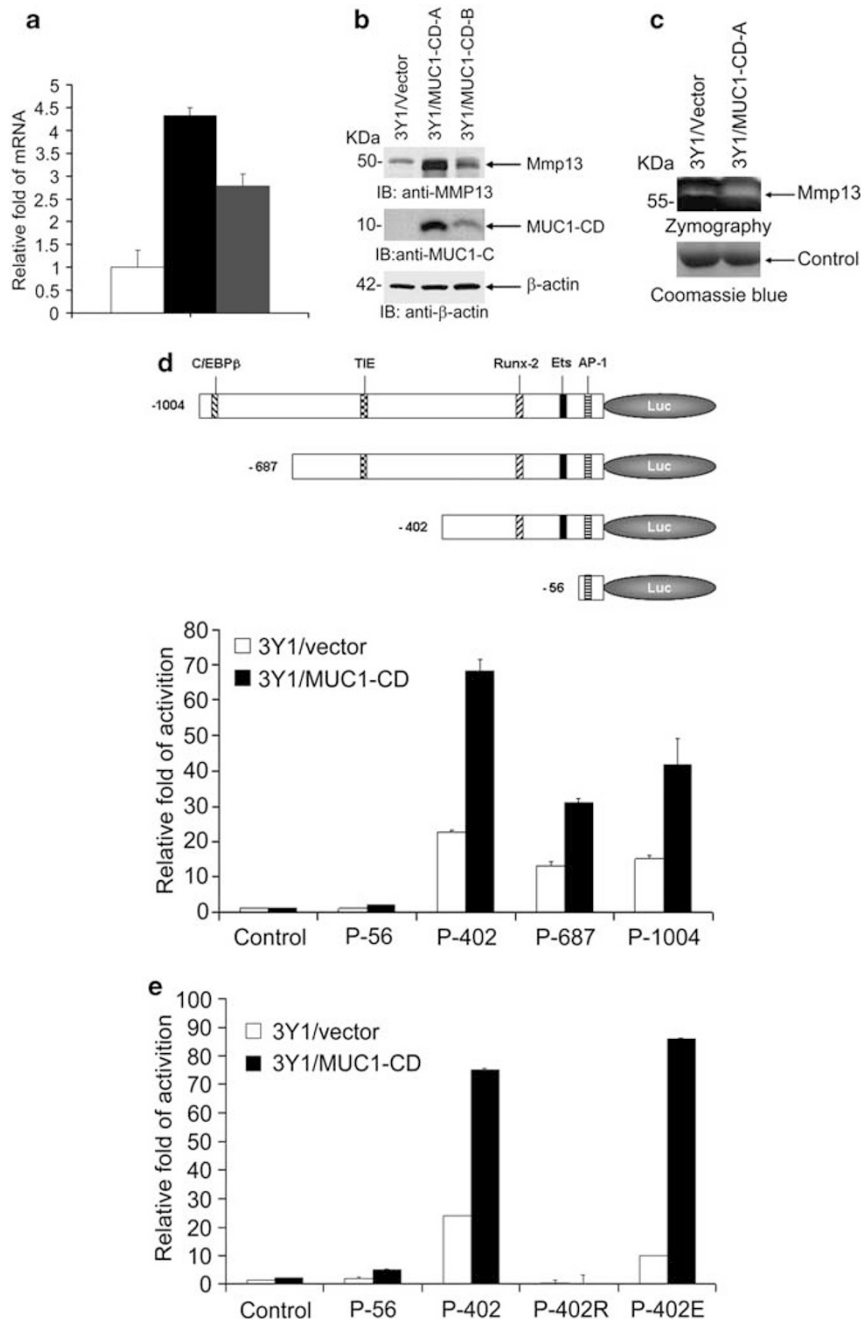 a
5
4.5
4
3.5
3
2.5
2
1.5
1
0.5
0
Relative fold of mRNA
b
3Y1/Vector
3Y1/MUC1-CD-A
3Y1/MUC1-CD-B
KDa
50-
Mmp13
IB: anti-MMP13
10-
MUC1-CD
IB:anti-MUC1-C
42-
β-actin
IB: anti-β-actin
c
3Y1/Vector
3Y1/MUC1-CD-A
KDa
55-
Mmp13
Zymography
Control
Coomassie blue
d
C/EBPβ TIE Runx-2 Ets AP-1
-1004 Luc
- 687 Luc
- 402 Luc
- 56 Luc
80
70
60
50
40
30
20
10
0
Relative fold of activition
3Y1/vector
3Y1/MUC1-CD
Control P-56 P-402 P-687 P-1004
e
100
90
80
70
60
50
40
30
20
10
0
Relative fold of activition
3Y1/vector
3Y1/MUC1-CD
Control P-56 P-402 P-402R P-402E